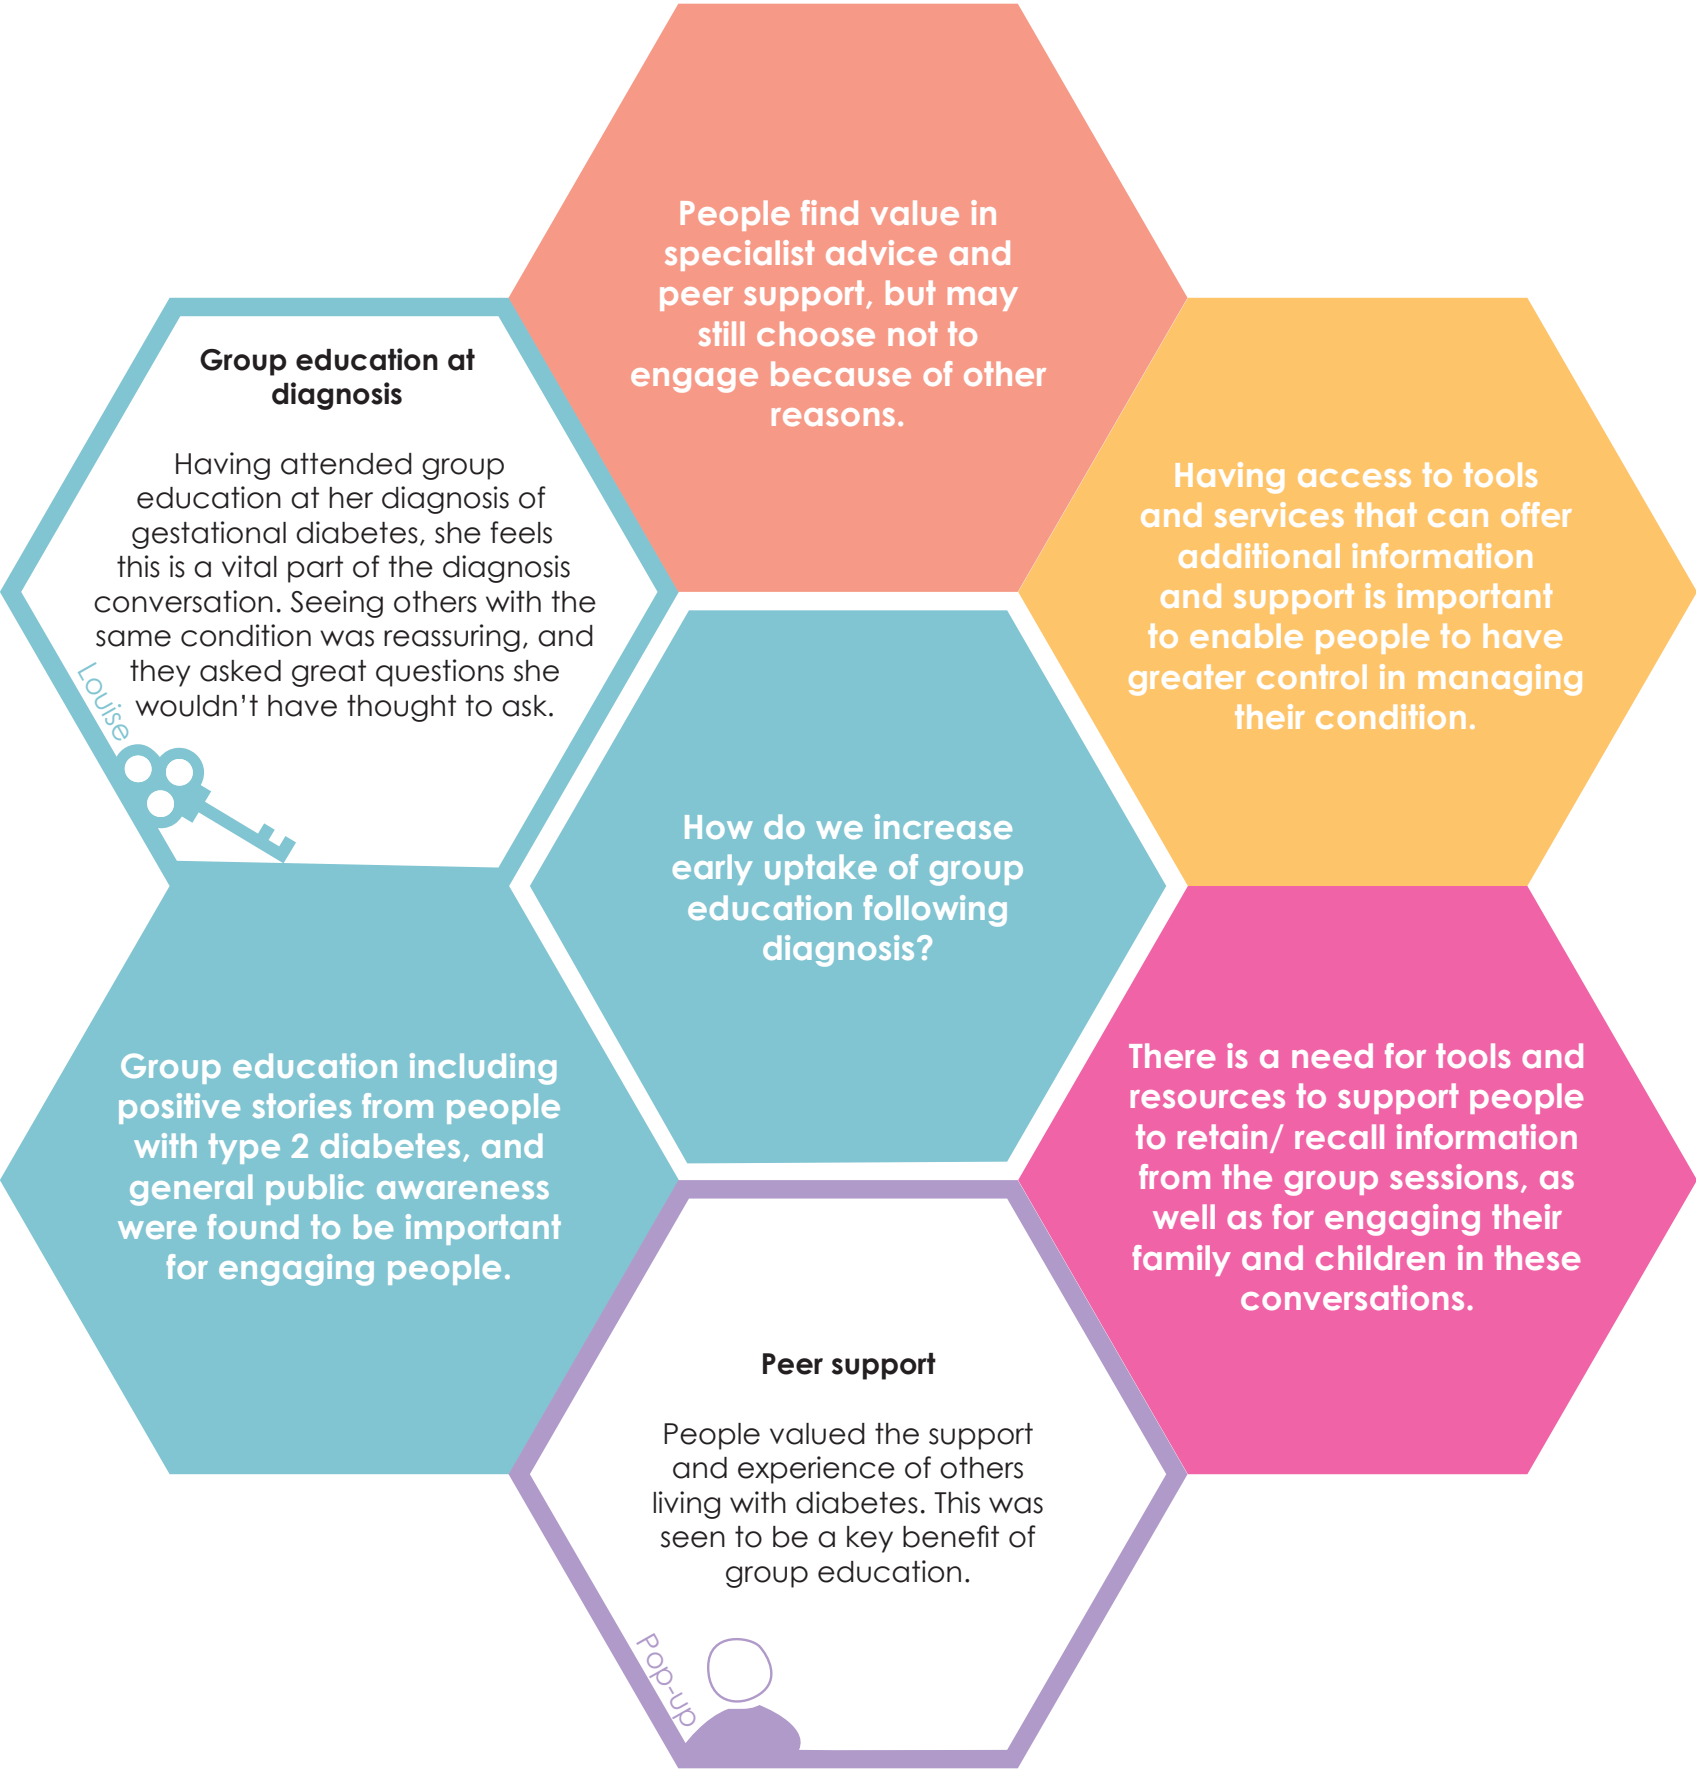 People find value in
specialist advice and
peer support, but may
still choose not to
engage because of other
reasons.
Group education at
diagnosis
Having attended group
education at her diagnosis of
gestational diabetes, she feels
this is a vital part of the diagnosis
conversation. Seeing others with the
same condition was reassuring, and
they asked great questions she
wouldn't have thought to ask.
Louise
Having access to tools
and services that can offer
additional information
and support is important
to enable people to have
greater control in managing
their condition.
How do we increase
early uptake of group
education following
diagnosis?
Group education including
positive stories from people
with type 2 diabetes, and
general public awareness
were found to be important
for engaging people.
There is a need for tools and
resources to support people
to retain/ recall information
from the group sessions, as
well as for engaging their
family and children in these
conversations.
Peer support
People valued the support
and experience of others
living with diabetes. This was
seen to be a key benefit of
group education.
Pop-up